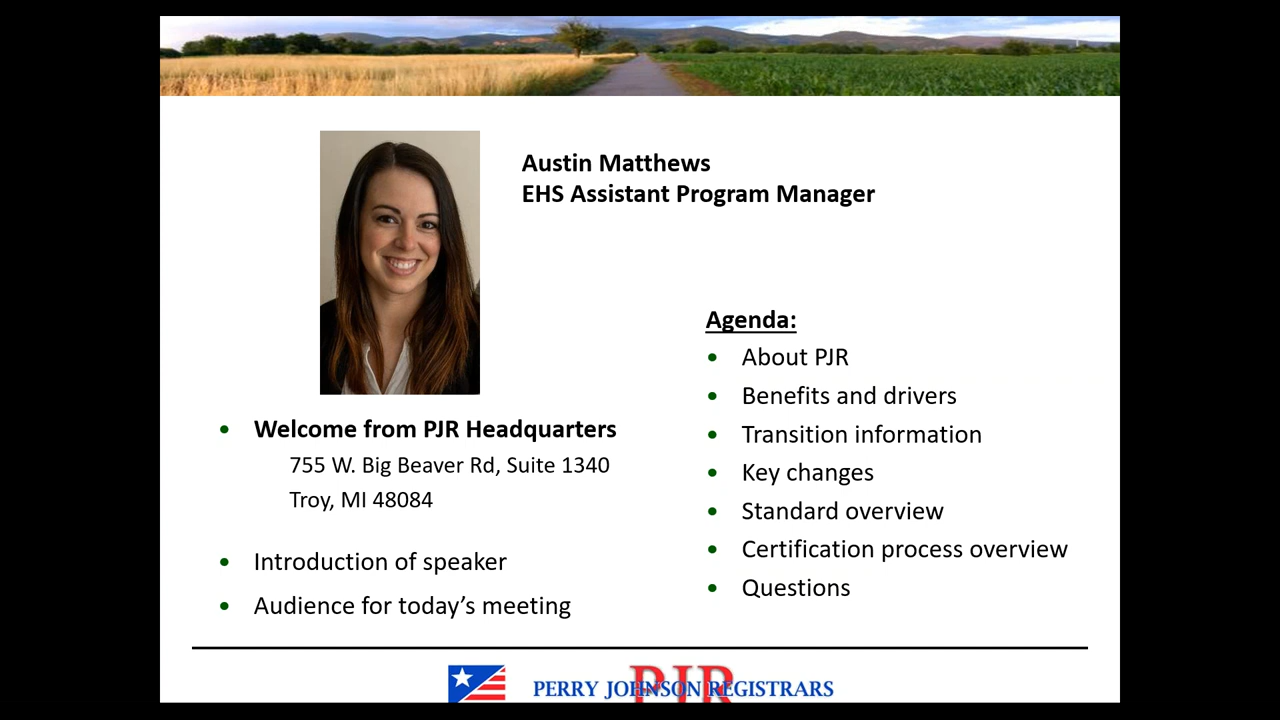 Austin Matthews
EHS Assistant Program Manager
Agenda:
• About PJR
• Benefits and drivers
• Transition information
• Key changes
• Standard overview
• Certification process overview
• Questions
• Welcome from PJR Headquarters
755 W. Big Beaver Rd, Suite 1340
Troy, MI 48084
• Introduction of speaker
• Audience for today’s meeting
PJR
PERRY JOHNSON REGISTRARS